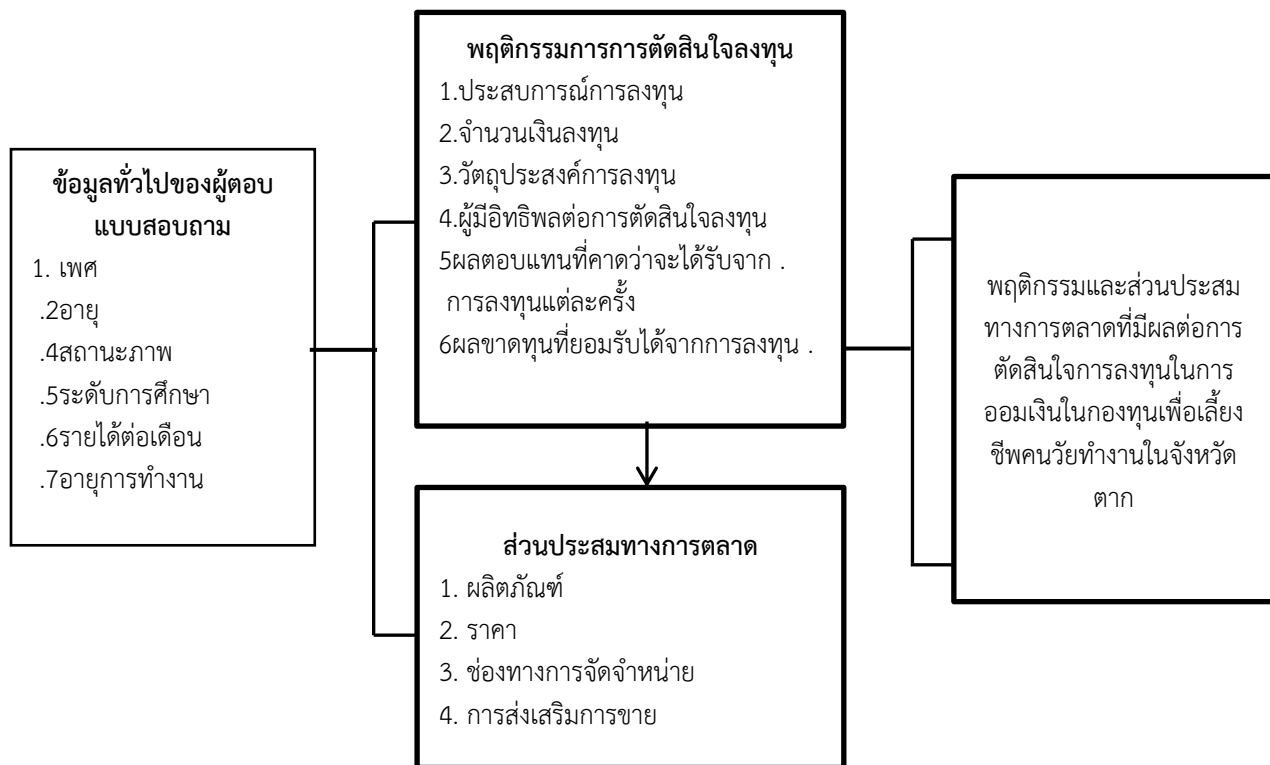 ข้อมูลทั่วไปของผู้ตอบ
แบบสอบถาม
1. เพศ
.2อายุ
.4สถานะภาพ
.5ระดับการศึกษา
.6รายได้ต่อเดือน
.7อายุการทำงาน
พฤติกรรมการการตัดสินใจลงทุน
1.ประสบการณ์การลงทุน
2.จำนวนเงินลงทุน
3.วัตถุประสงค์การลงทุน
4.ผู้มีอิทธิพลต่อการตัดสินใจลงทุน
5ผลตอบแทนที่คาดว่าจะได้รับจาก .
การลงทุนแต่ละครั้ง
6ผลขาดทุนที่ยอมรับได้จากการลงทุน .
ส่วนประสมทางการตลาด
1. ผลิตภัณฑ์
2. ราคา
3. ช่องทางการจัดจำหน่าย
4. การส่งเสริมการขาย
พฤติกรรมและส่วนประสม
ทางการตลาดที่มีผลต่อการ
ตัดสินใจการลงทุนในการ
ออมเงินในกองทุนเพื่อเลี้ยง
ชีพคนวัยทำงานในจังหวัด
ตาก